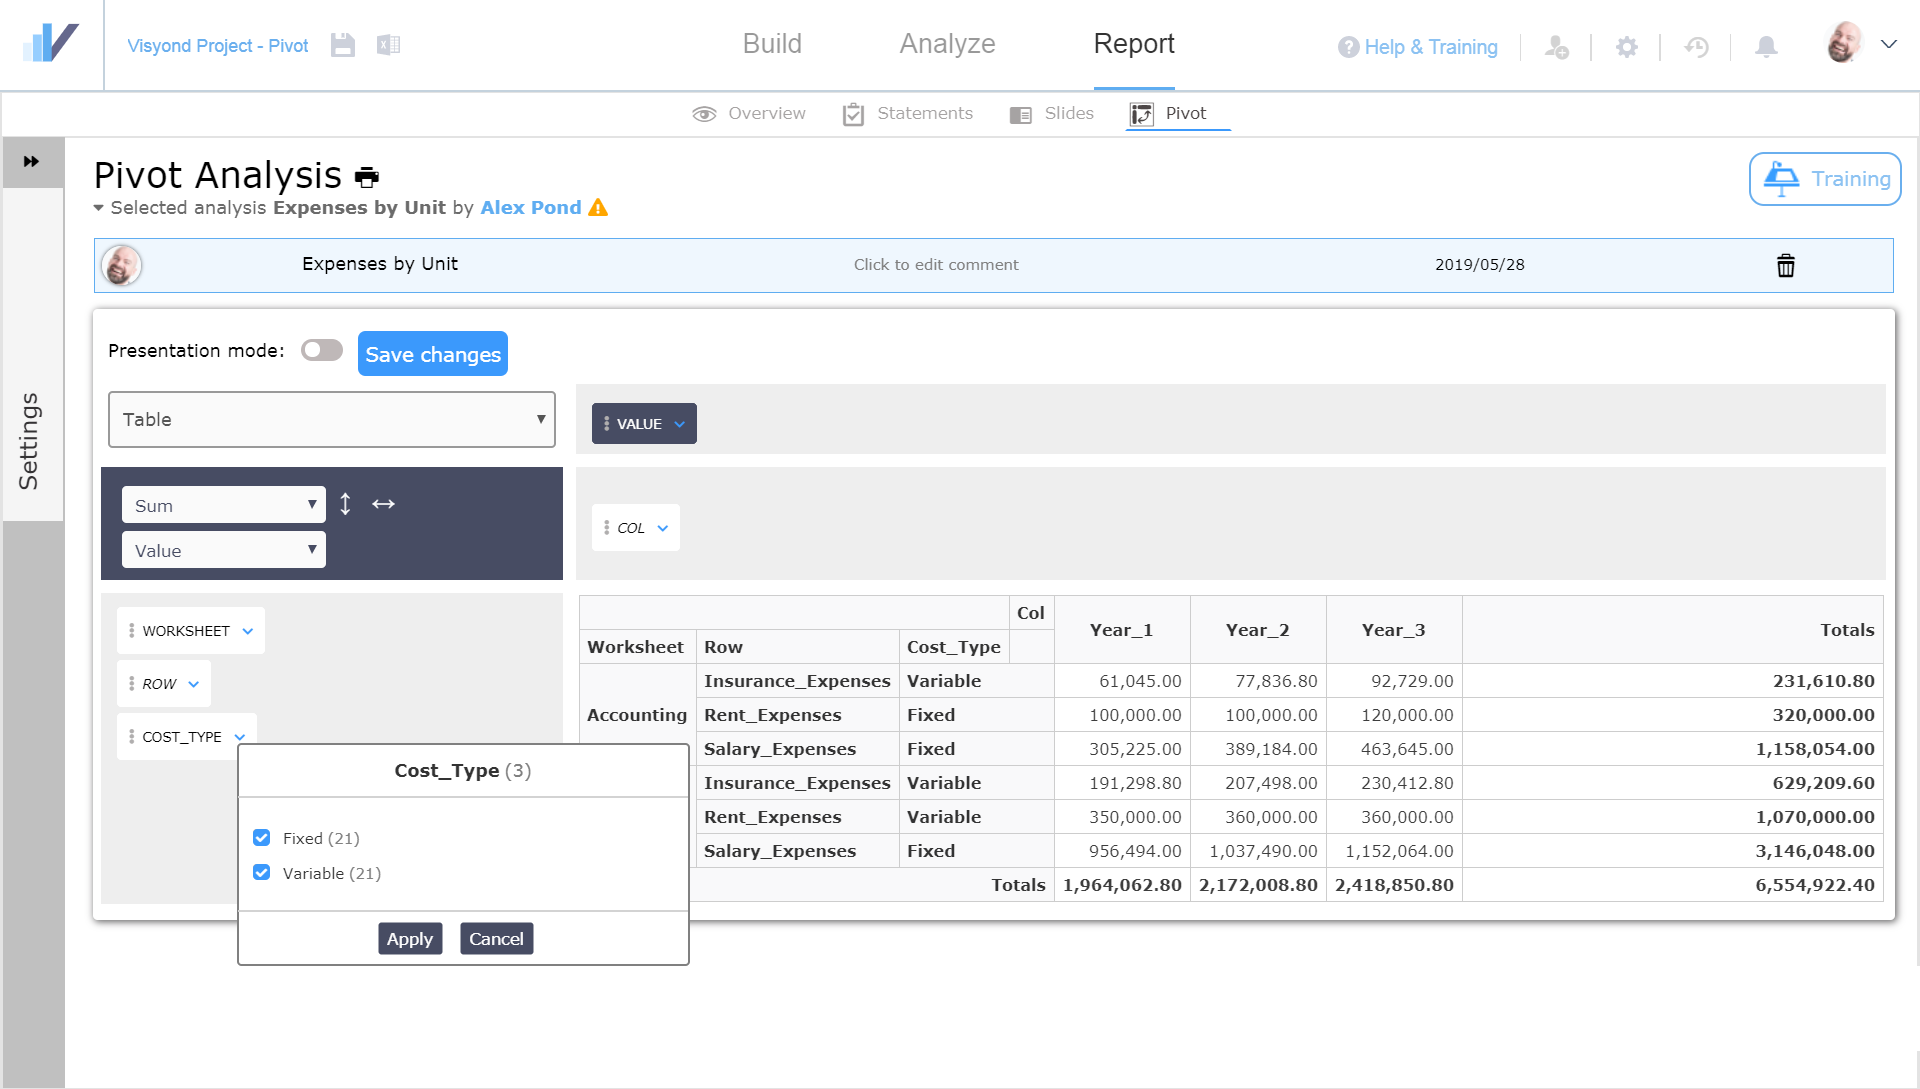 Visyond Project - Pivot
Build
Analyze
Report
? Help & Training
Overview
Statements
Slides
Pivot
Settings
Pivot Analysis
Selected analysis Expenses by Unit by Alex Pond
Training
Expenses by Unit
Click to edit comment
2019/05/28
Presentation mode:
Save changes
Table
VALUE
Sum
Value
COL
WORKSHEET
ROW
COST_TYPE
Col
Year_1 Year_2 Year_3 Totals
Worksheet Row Cost_Type
Accounting
Insurance_Expenses Variable 61,045.00 77,836.80 92,729.00 231,610.80
Rent_Expenses Fixed 100,000.00 100,000.00 120,000.00 320,000.00
Salary_Expenses Fixed 305,225.00 389,184.00 463,645.00 1,158,054.00
Insurance_Expenses Variable 191,298.80 207,498.00 230,412.80 629,209.60
Rent_Expenses Variable 350,000.00 360,000.00 360,000.00 1,070,000.00
Salary_Expenses Fixed 956,494.00 1,037,490.00 1,152,064.00 3,146,048.00
Totals 1,964,062.80 2,172,008.80 2,418,850.80 6,554,922.40
Cost_Type (3)
Fixed (21)
Variable (21)
Apply
Cancel